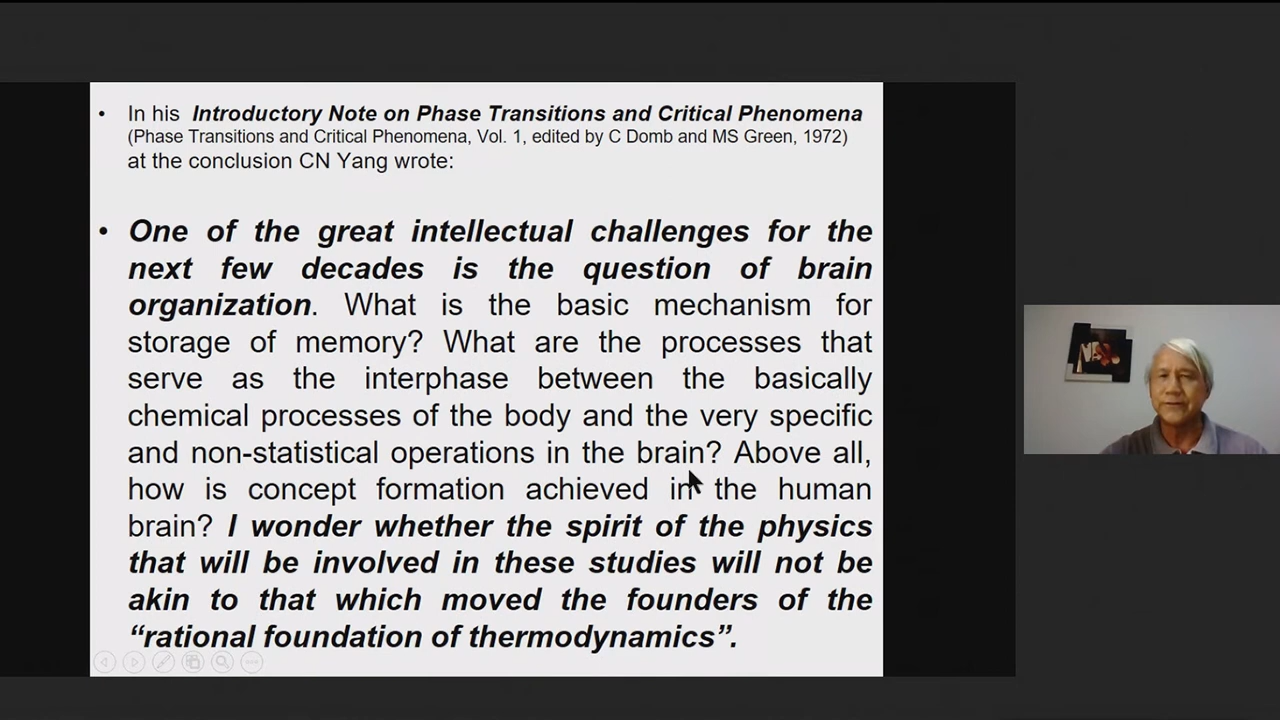 • In his Introductory Note on Phase Transitions and Critical Phenomena
(Phase Transitions and Critical Phenomena, Vol. 1, edited by C Domb and MS Green, 1972)
at the conclusion CN Yang wrote:
• One of the great intellectual challenges for the
next few decades is the question of brain
organization. What is the basic mechanism for
storage of memory? What are the processes that
serve as the interphase between the basically
chemical processes of the body and the very specific
and non-statistical operations in the brain? Above all,
how is concept formation achieved in the human
brain? I wonder whether the spirit of the physics
that will be involved in these studies will not be
akin to that which moved the founders of the
“rational foundation of thermodynamics”.